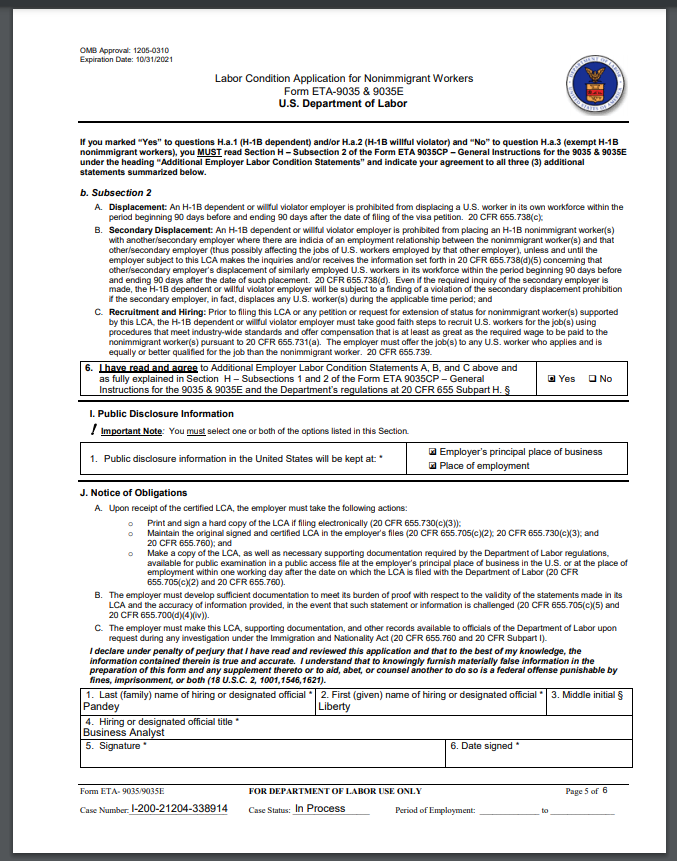 OMB Approval: 1205-0310
Expiration Date: 10/31/2021
Labor Condition Application for Nonimmigrant Workers
Form ETA-9035 & 9035E
U.S. Department of Labor
If you marked “Yes” to questions H.a.1 (H-1B dependent) and/or H.a.2 (H-1B willful violator) and “No” to question H.a.3 (exempt H-1B
nonimmigrant workers), you MUST read Section H – Subsection 2 of the Form ETA 9035CP – General Instructions for the 9035 & 9035E
under the heading “Additional Employer Labor Condition Statements” and indicate your agreement to all three (3) additional
statements summarized below.
b. Subsection 2
A. Displacement: An H-1B dependent or willful violator employer is prohibited from displacing a U.S. worker in its own workforce within the
period beginning 90 days before and ending 90 days after the date of filing of the visa petition. 20 CFR 655.738(c);
B. Secondary Displacement: An H-1B dependent or willful violator employer is prohibited from placing an H-1B nonimmigrant worker(s)
with another/secondary employer where there are indicia of an employment relationship between the nonimmigrant worker(s) and that
other/secondary employer (thus possibly affecting the jobs of U.S. workers employed by that other employer), unless and until the
employer subject to this LCA makes the inquiries and/or receives the information set forth in 20 CFR 655.738(d)(5) concerning that
other/secondary employer’s displacement of similarly employed U.S. workers in its workforce within the period beginning 90 days before
and ending 90 days after the date of such placement. 20 CFR 655.738(d). Even if the required inquiry of the secondary employer is
made, the H-1B dependent or willful violator employer will be subject to a finding of a violation of the secondary displacement prohibition
if the secondary employer, in fact, displaces any U.S. worker(s) during the applicable time period; and
C. Recruitment and Hiring: Prior to filing this LCA or any petition or request for extension of status for nonimmigrant worker(s) supported
by this LCA, the H-1B dependent or willful violator employer must take good faith steps to recruit U.S. workers for the job(s) using
procedures that meet industry-wide standards and offer compensation that is at least as great as the required wage to be paid to the
nonimmigrant worker(s) pursuant to 20 CFR 655.731(a). The employer must offer the job(s) to any U.S. worker who applies and is
equally or better qualified for the job than the nonimmigrant worker. 20 CFR 655.739.
6. I have read and agree to Additional Employer Labor Condition Statements A, B, and C above and
as fully explained in Section H – Subsections 1 and 2 of the Form ETA 9035CP – General
Instructions for the 9035 & 9035E and the Department’s regulations at 20 CFR 655 Subpart H. §
Yes No
I. Public Disclosure Information
! Important Note: You must select one or both of the options listed in this Section.
1. Public disclosure information in the United States will be kept at: *
Employer’s principal place of business
Place of employment
J. Notice of Obligations
A. Upon receipt of the certified LCA, the employer must take the following actions:
o Print and sign a hard copy of the LCA if filing electronically (20 CFR 655.730(c)(3));
o Maintain the original signed and certified LCA in the employer’s files (20 CFR 655.705(c)(2); 20 CFR 655.730(c)(3); and
20 CFR 655.760); and
o Make a copy of the LCA, as well as necessary supporting documentation required by the Department of Labor regulations,
available for public examination in a public access file at the employer’s principal place of business in the U.S. or at the place of
employment within one working day after the date on which the LCA is filed with the Department of Labor (20 CFR
655.705(c)(2) and 20 CFR 655.760).
B. The employer must develop sufficient documentation to meet its burden of proof with respect to the validity of the statements made in its
LCA and the accuracy of information provided, in the event that such statement or information is challenged (20 CFR 655.705(c)(5) and
20 CFR 655.700(d)(4)(iv)).
C. The employer must make this LCA, supporting documentation, and other records available to officials of the Department of Labor upon
request during any investigation under the Immigration and Nationality Act (20 CFR 655.760 and 20 CFR Subpart I).
I declare under penalty of perjury that I have read and reviewed this application and that to the best of my knowledge, the
information contained therein is true and accurate. I understand that to knowingly furnish materially false information in the
preparation of this form and any supplement thereto or to aid, abet, or counsel another to do so is a federal offense punishable by
fines, imprisonment, or both (18 U.S.C. 2, 1001,1546,1621).
1. Last (family) name of hiring or designated official * 2. First (given) name of hiring or designated official * 3. Middle initial §
Pandey Liberty
4. Hiring or designated official title *
Business Analyst
5. Signature * 6. Date signed *
Form ETA- 9035/9035E FOR DEPARTMENT OF LABOR USE ONLY Page 5 of 6
Case Number: I-200-21204-338914 Case Status: In Process Period of Employment: ______________ to ______________